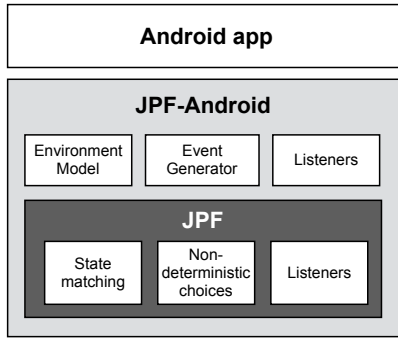 Android app
JPF-Android
Environment
Model
Event
Generator
Listeners
JPF
State
matching
Non-
deterministic
choices
Listeners